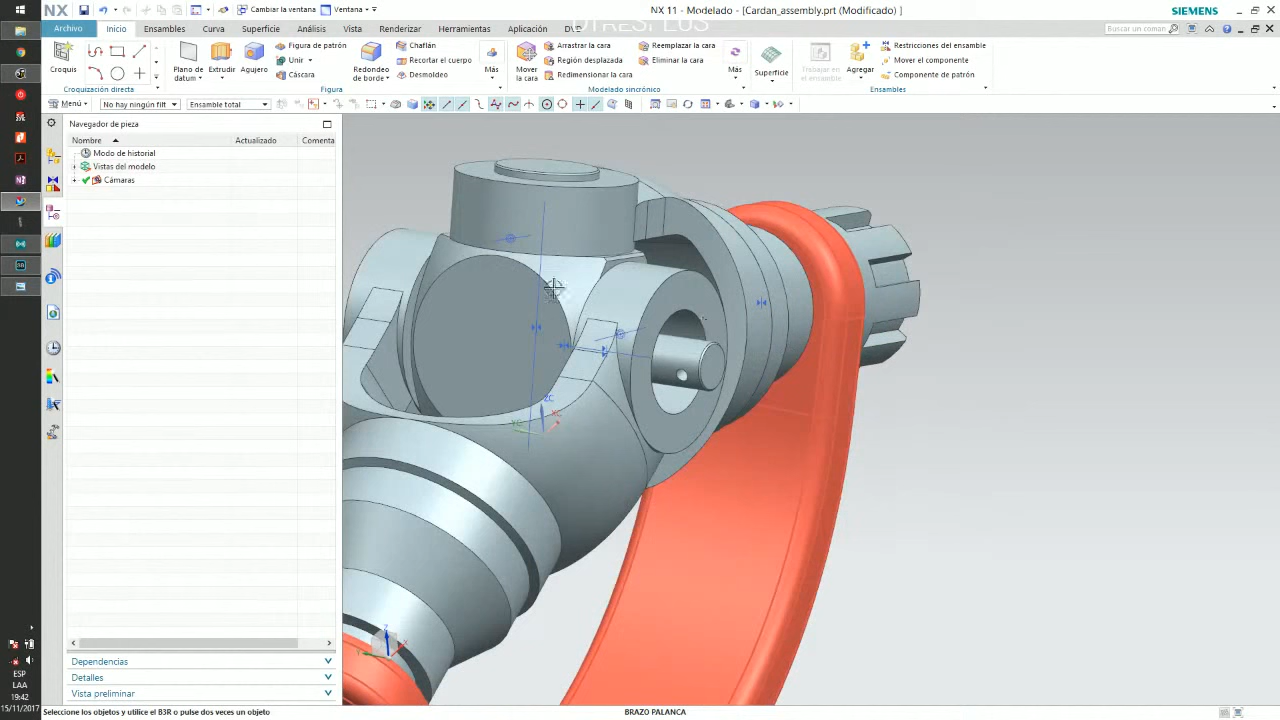 NX Cambiar la ventana Ventana NX 11 - Modelado - [Cardan_assembly.prt (Modificado) ] SIEMENS
Archivo Inicio Ensambles Curva Superficie Análisis Vista Renderizar Herramientas Aplicación Buscar un coman
Croquis
Croquización directa
Plano de datum
Extrudir
Agujero
Figura de patrón
Unir
Cáscara
Redondeo de borde
Chaflán
Recortar el cuerpo
Desmoldeo
Más
Figura
Mover la cara
Arrastrar la cara
Región desplazada
Redimensionar la cara
Reemplazar la cara
Eliminar la cara
Más
Modelado sincrónico
Superficie
Trabajar en el ensamble
Agregar
Restricciones del ensamble
Mover el componente
Componente de patrón
Ensambles
Menú No hay ningún filt Ensamble total
Navegador de pieza
Nombre Actualizado Comenta
Modo de historial
Vistas del modelo
Cámaras
ZC
XC
YC
Z
X
Y
Dependencias
Detalles
Vista preliminar
ESP
LAA
19:42
15/11/2017
Seleccione los objetos y utilice el B3R o pulse dos veces un objeto BRAZO PALANCA